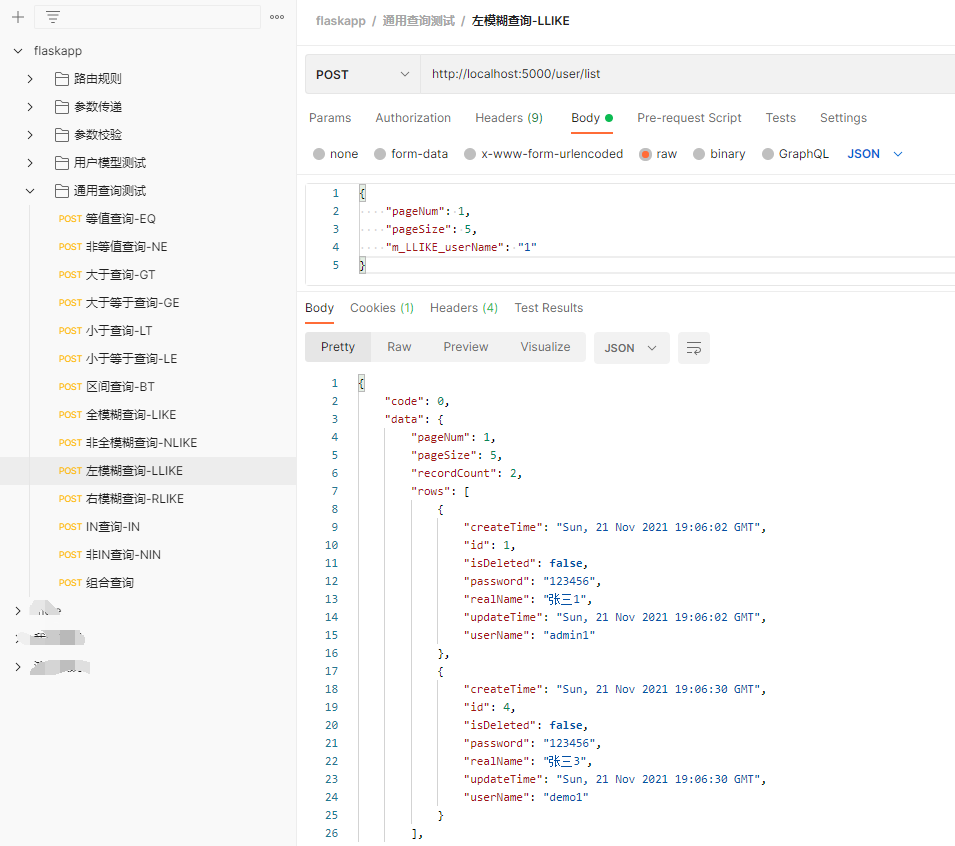 flaskapp
路由规则
参数传递
参数校验
用户模型测试
通用查询测试
POST 等值查询-EQ
POST 非等值查询-NE
POST 大于查询-GT
POST 大于等于查询-GE
POST 小于查询-LT
POST 小于等于查询-LE
POST 区间查询-BT
POST 全模糊查询-LIKE
POST 非全模糊查询-NLIKE
POST 左模糊查询-LLIKE
POST 右模糊查询-RLIKE
POST IN查询-IN
POST 非IN查询-NIN
POST 组合查询
flaskapp / 通用查询测试 / 左模糊查询-LLIKE
POST http://localhost:5000/user/list
Params Authorization Headers (9) Body Pre-request Script Tests Settings
none form-data x-www-form-urlencoded raw binary GraphQL JSON
1 {
2 "pageNum": 1,
3 "pageSize": 5,
4 "m_LLIKE_userName": "1"
5 }
Body Cookies (1) Headers (4) Test Results
Pretty Raw Preview Visualize JSON
1 {
2 "code": 0,
3 "data": {
4 "pageNum": 1,
5 "pageSize": 5,
6 "recordCount": 2,
7 "rows": [
8 {
9 "createTime": "Sun, 21 Nov 2021 19:06:02 GMT",
10 "id": 1,
11 "isDeleted": false,
12 "password": "123456",
13 "realName": "张三1",
14 "updateTime": "Sun, 21 Nov 2021 19:06:02 GMT",
15 "userName": "admin1"
16 },
17 {
18 "createTime": "Sun, 21 Nov 2021 19:06:30 GMT",
19 "id": 4,
20 "isDeleted": false,
21 "password": "123456",
22 "realName": "张三3",
23 "updateTime": "Sun, 21 Nov 2021 19:06:30 GMT",
24 "userName": "demo1"
25 }
26 ],